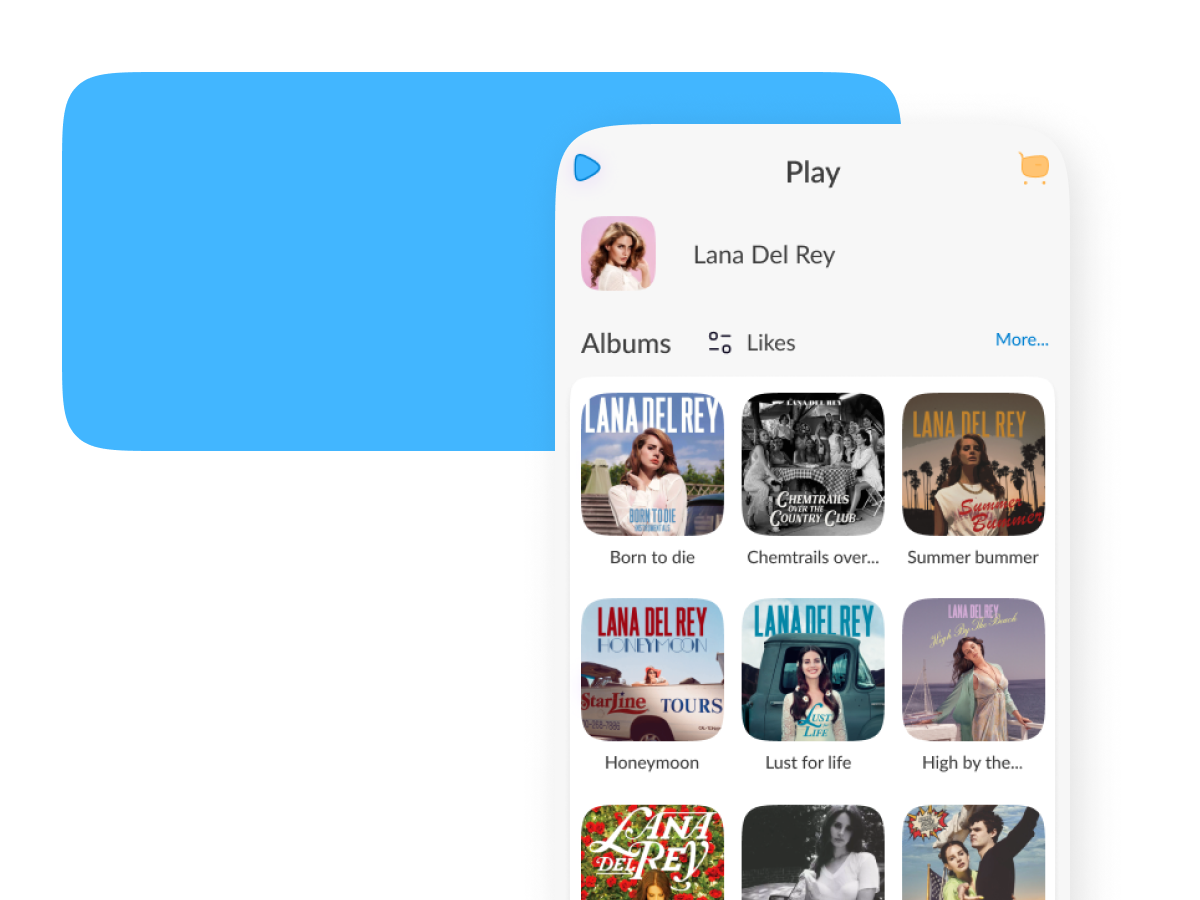 Play
Lana Del Rey
Albums
Likes
More...
LANA DEL REY
BORN TO DIE
LANA DEL REY
CHEMTRAILS
OVER THE
COUNTRY CLUB
LANA DEL REY
Summer
Bummer
Born to die
Chemtrails over...
Summer bummer
LANA DEL REY
HONEYMOON
StarLine TOURS
LANA DEL REY
LUST
LIFE
LANA DEL REY
High By The Beach
Honeymoon
Lust for life
High by the...
LANA
DEL REY